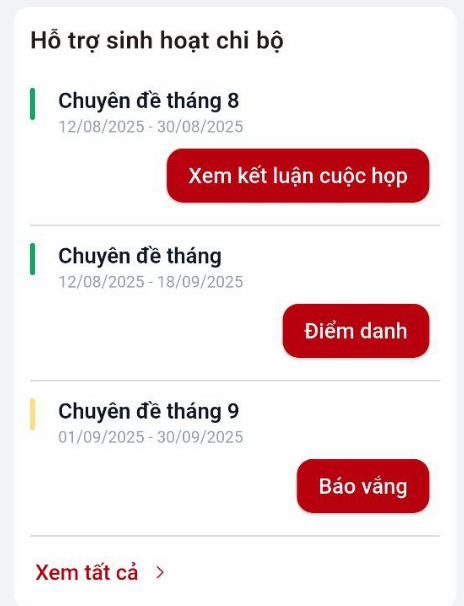 Hỗ trợ sinh hoạt chi bộ
Chuyên đề tháng 8
12/08/2025 - 30/08/2025
Xem kết luận cuộc họp
Chuyên đề tháng
12/08/2025 - 18/09/2025
Điểm danh
Chuyên đề tháng 9
01/09/2025 - 30/09/2025
Báo vắng
Xem tất cả >